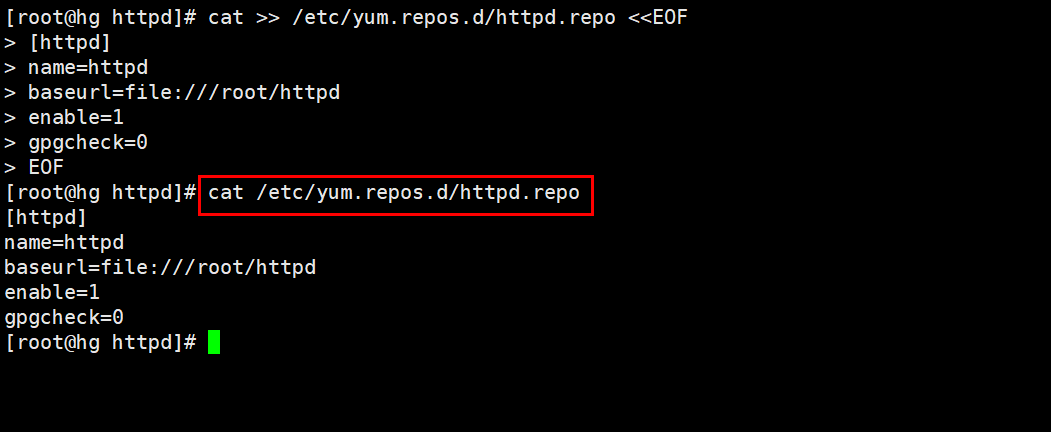 [root@hg httpd]# cat >> /etc/yum.repos.d/httpd.repo <<EOF
> [httpd]
> name=httpd
> baseurl=file:///root/httpd
> enable=1
> gpgcheck=0
> EOF
[root@hg httpd]# cat /etc/yum.repos.d/httpd.repo
[httpd]
name=httpd
baseurl=file:///root/httpd
enable=1
gpgcheck=0
[root@hg httpd]#